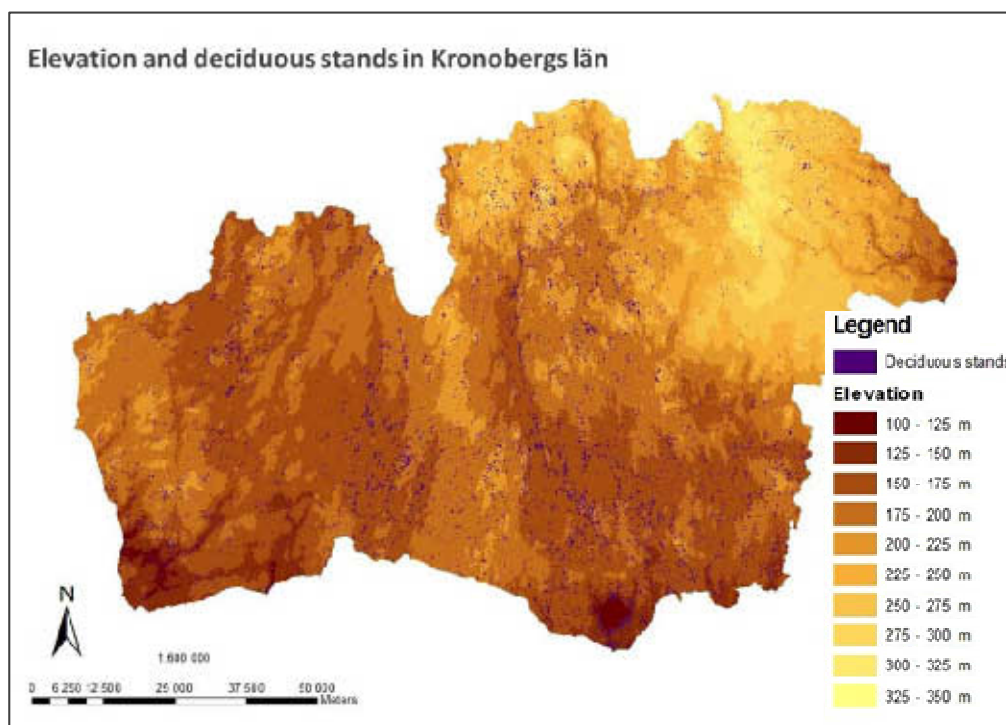 Elevation and deciduous stands in Kronobergs län
Legend
Deciduous stands
Elevation
100 - 125 m
125 - 150 m
150 - 175 m
175 - 200 m
200 - 225 m
225 - 250 m
250 - 275 m
275 - 300 m
300 - 325 m
325 - 350 m
N
1:600 000
0 6 250 12 500 25 000 37 500 50 000
Meters